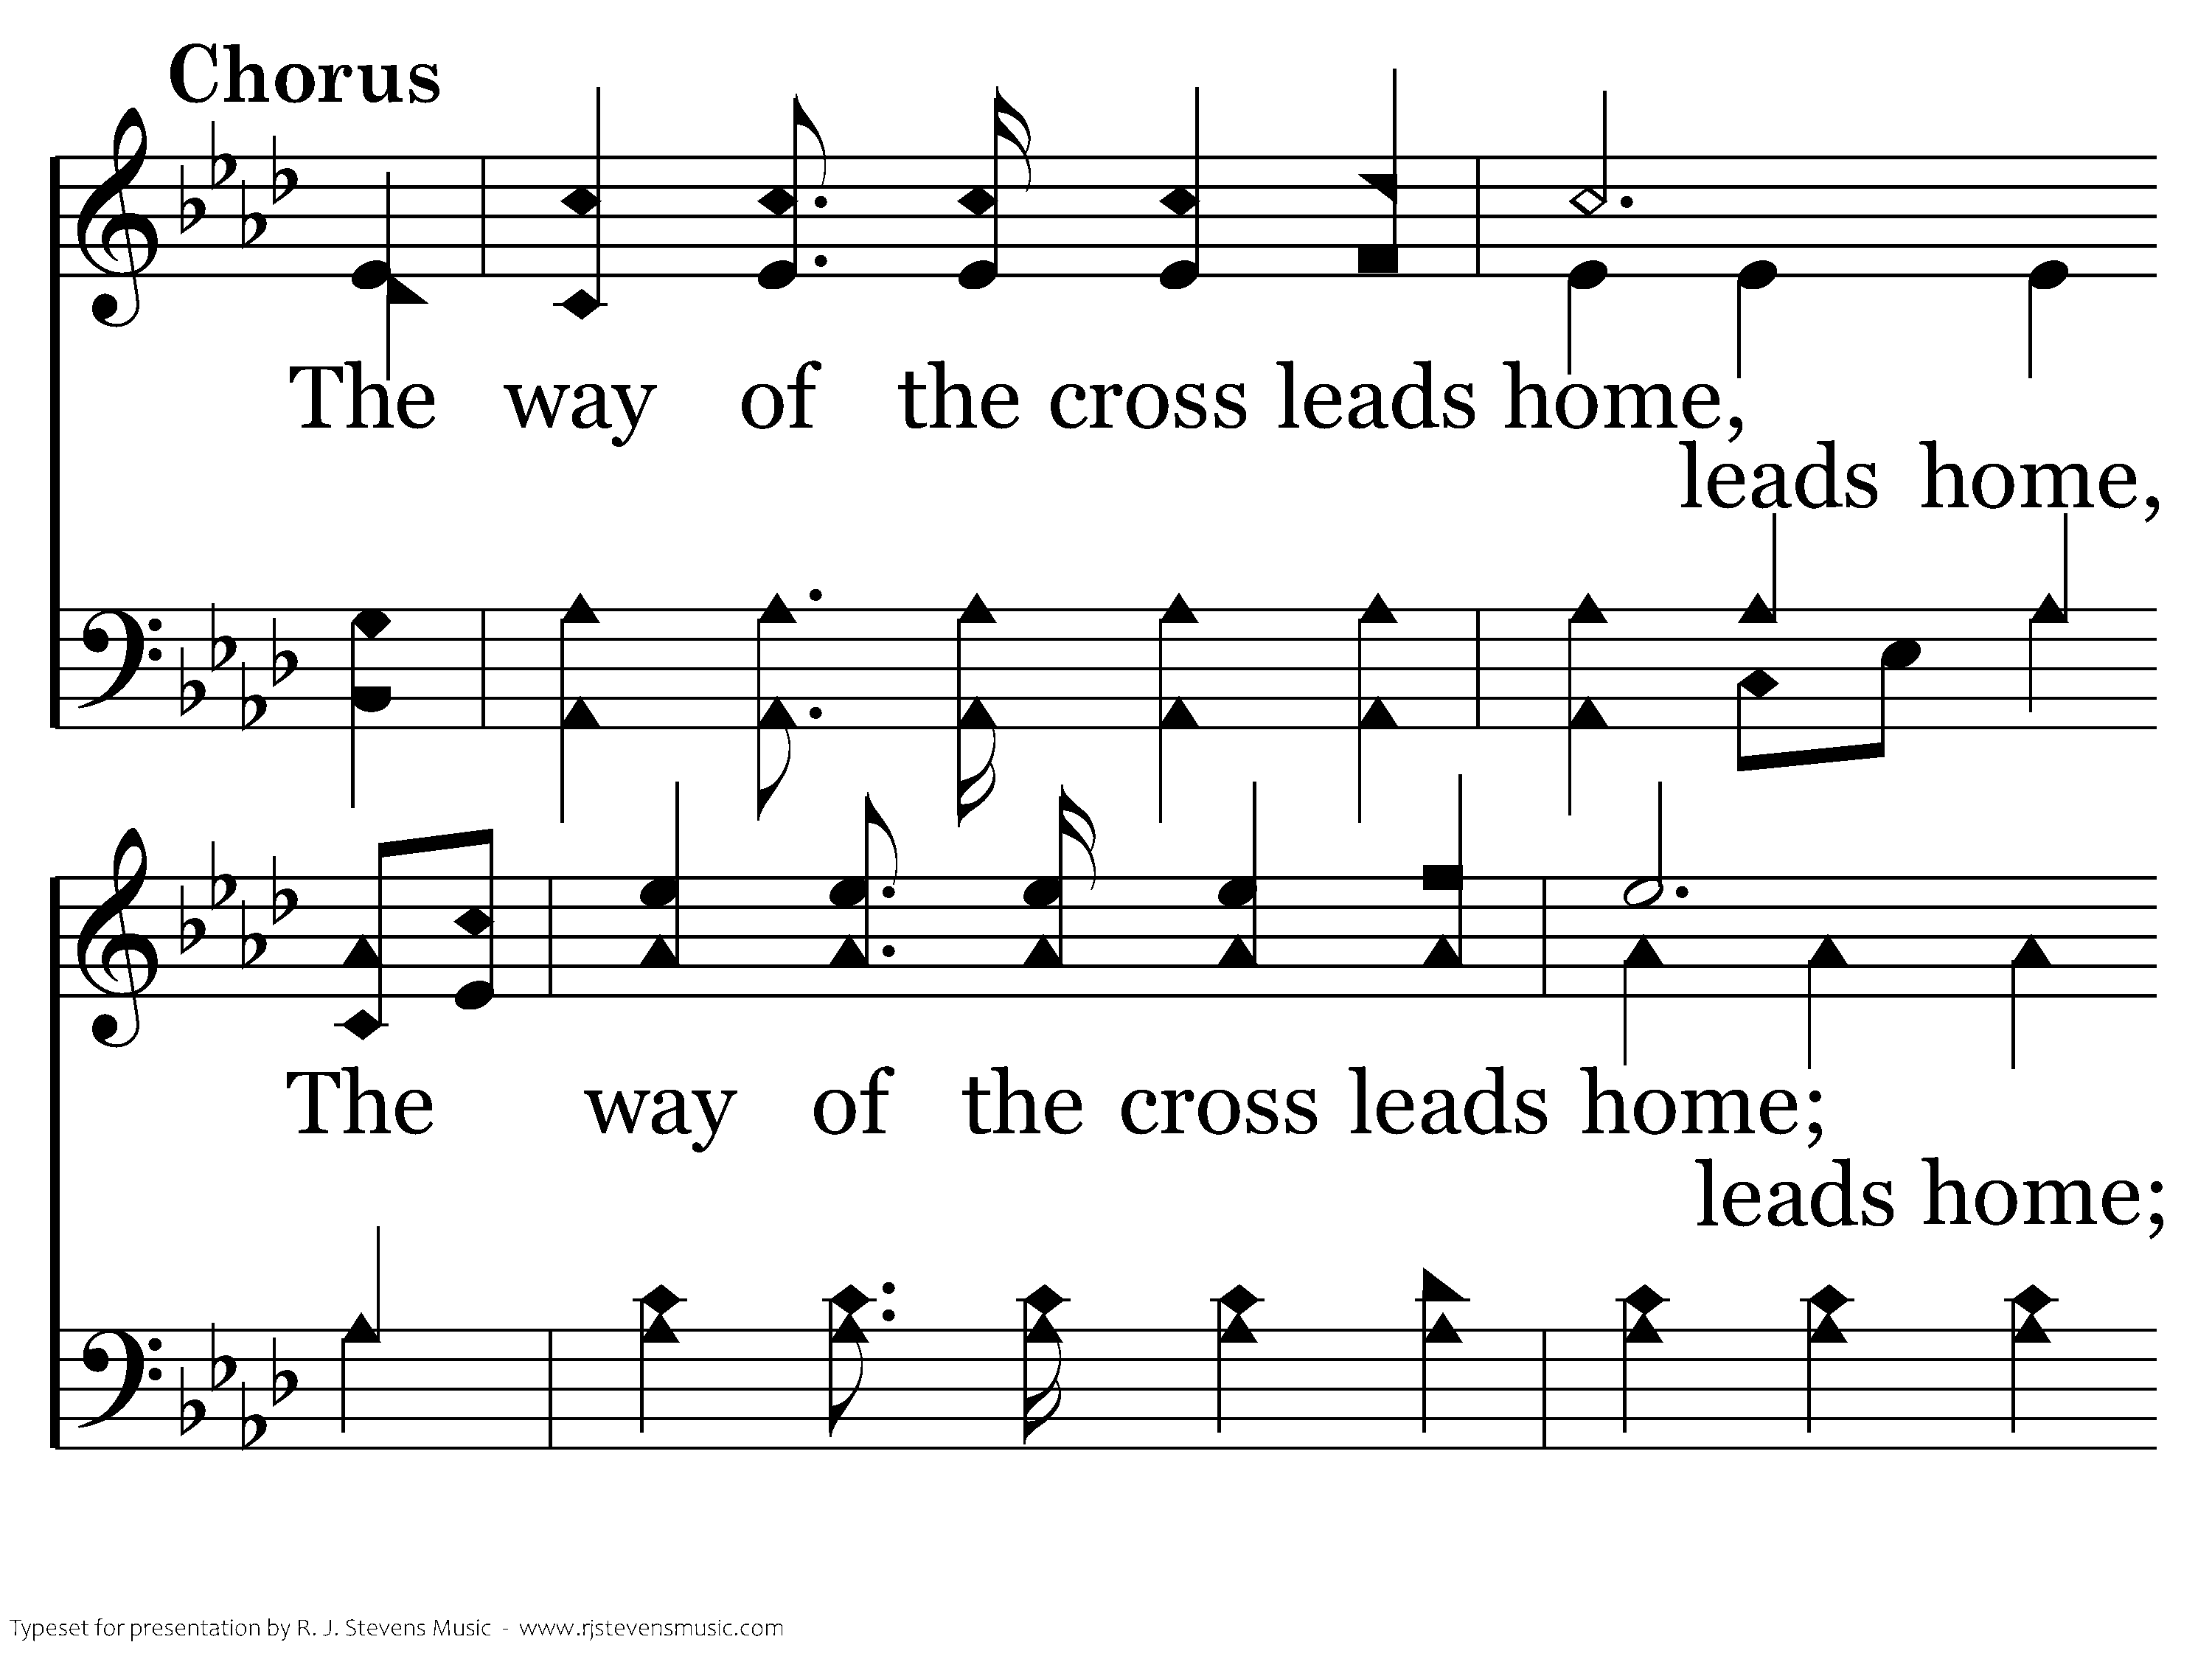 Chorus
The way of the cross leads home,
leads home,
The way of the cross leads home;
leads home;
Typeset for presentation by R. J. Stevens Music - www.rjstevensmusic.com